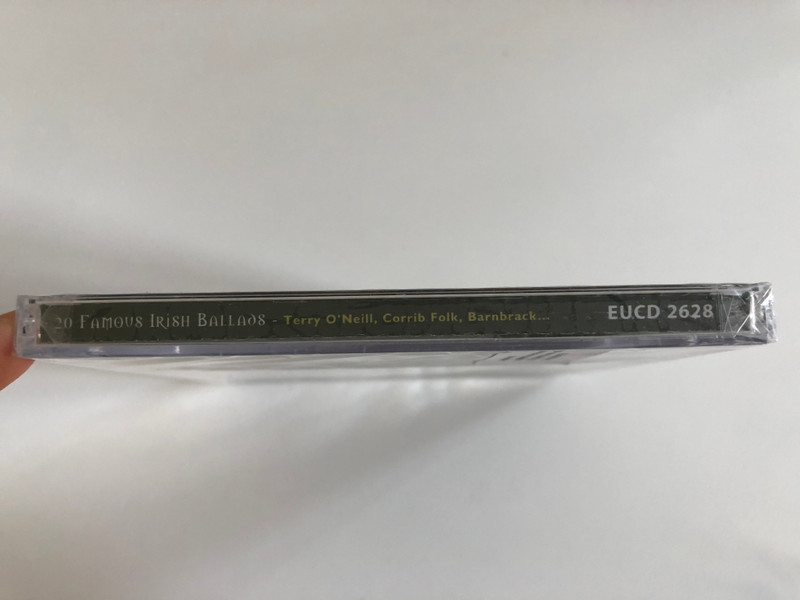 20 Famous Irish Ballads - Terry O'Neill, Corrib Folk, Barnbrack... EUCD 2628